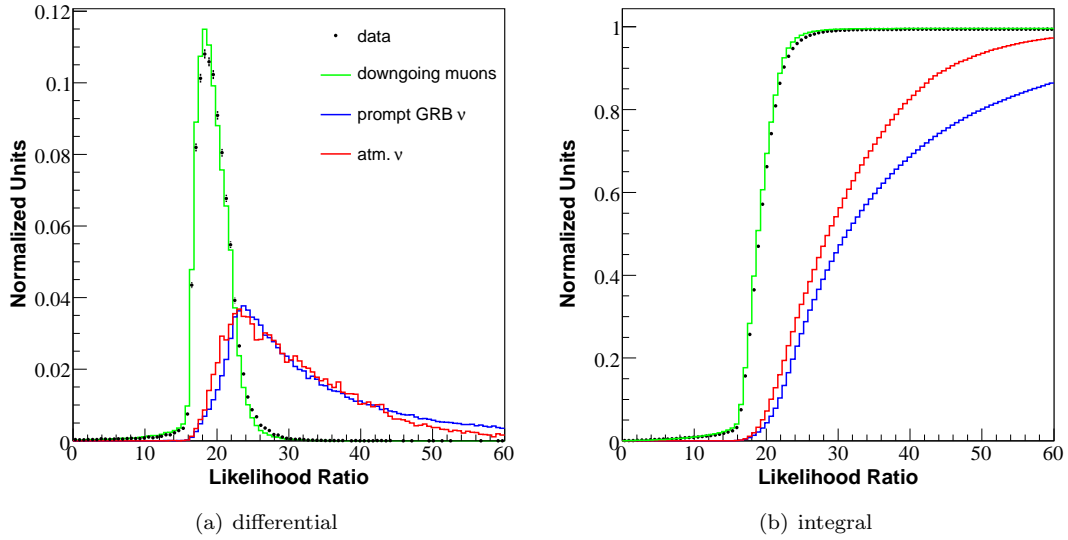 0.12
0.1
0.08
0.06
0.04
0.02
0
Normalized Units
data
downgoing muons
prompt GRB ν
atm. ν
0 10 20 30 40 50 60
Likelihood Ratio
(a) differential
1
0.8
0.6
0.4
0.2
0
Normalized Units
0 10 20 30 40 50 60
Likelihood Ratio
(b) integral